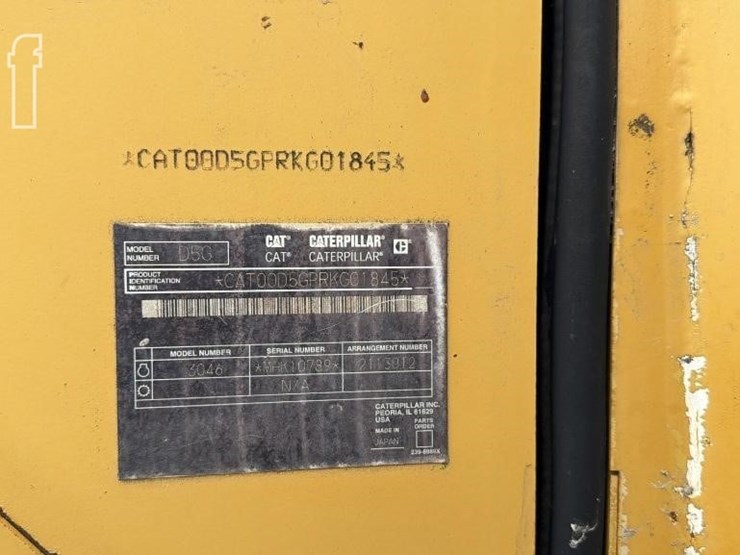 f
*CAT00D5GPRKG01845*
MODEL NUMBER D5G
CAT® CATERPILLAR® C
CAT® CATERPILLAR®
PRODUCT IDENTIFICATION NUMBER *CAT00D5GPRKG01845*
MODEL NUMBER SERIAL NUMBER ARRANGEMENT NUMBER
3046 2113012
N/A
CATERPILLAR INC.
PEORIA, IL 61629
USA
PARTS ORDER
MADE IN
JAPAN